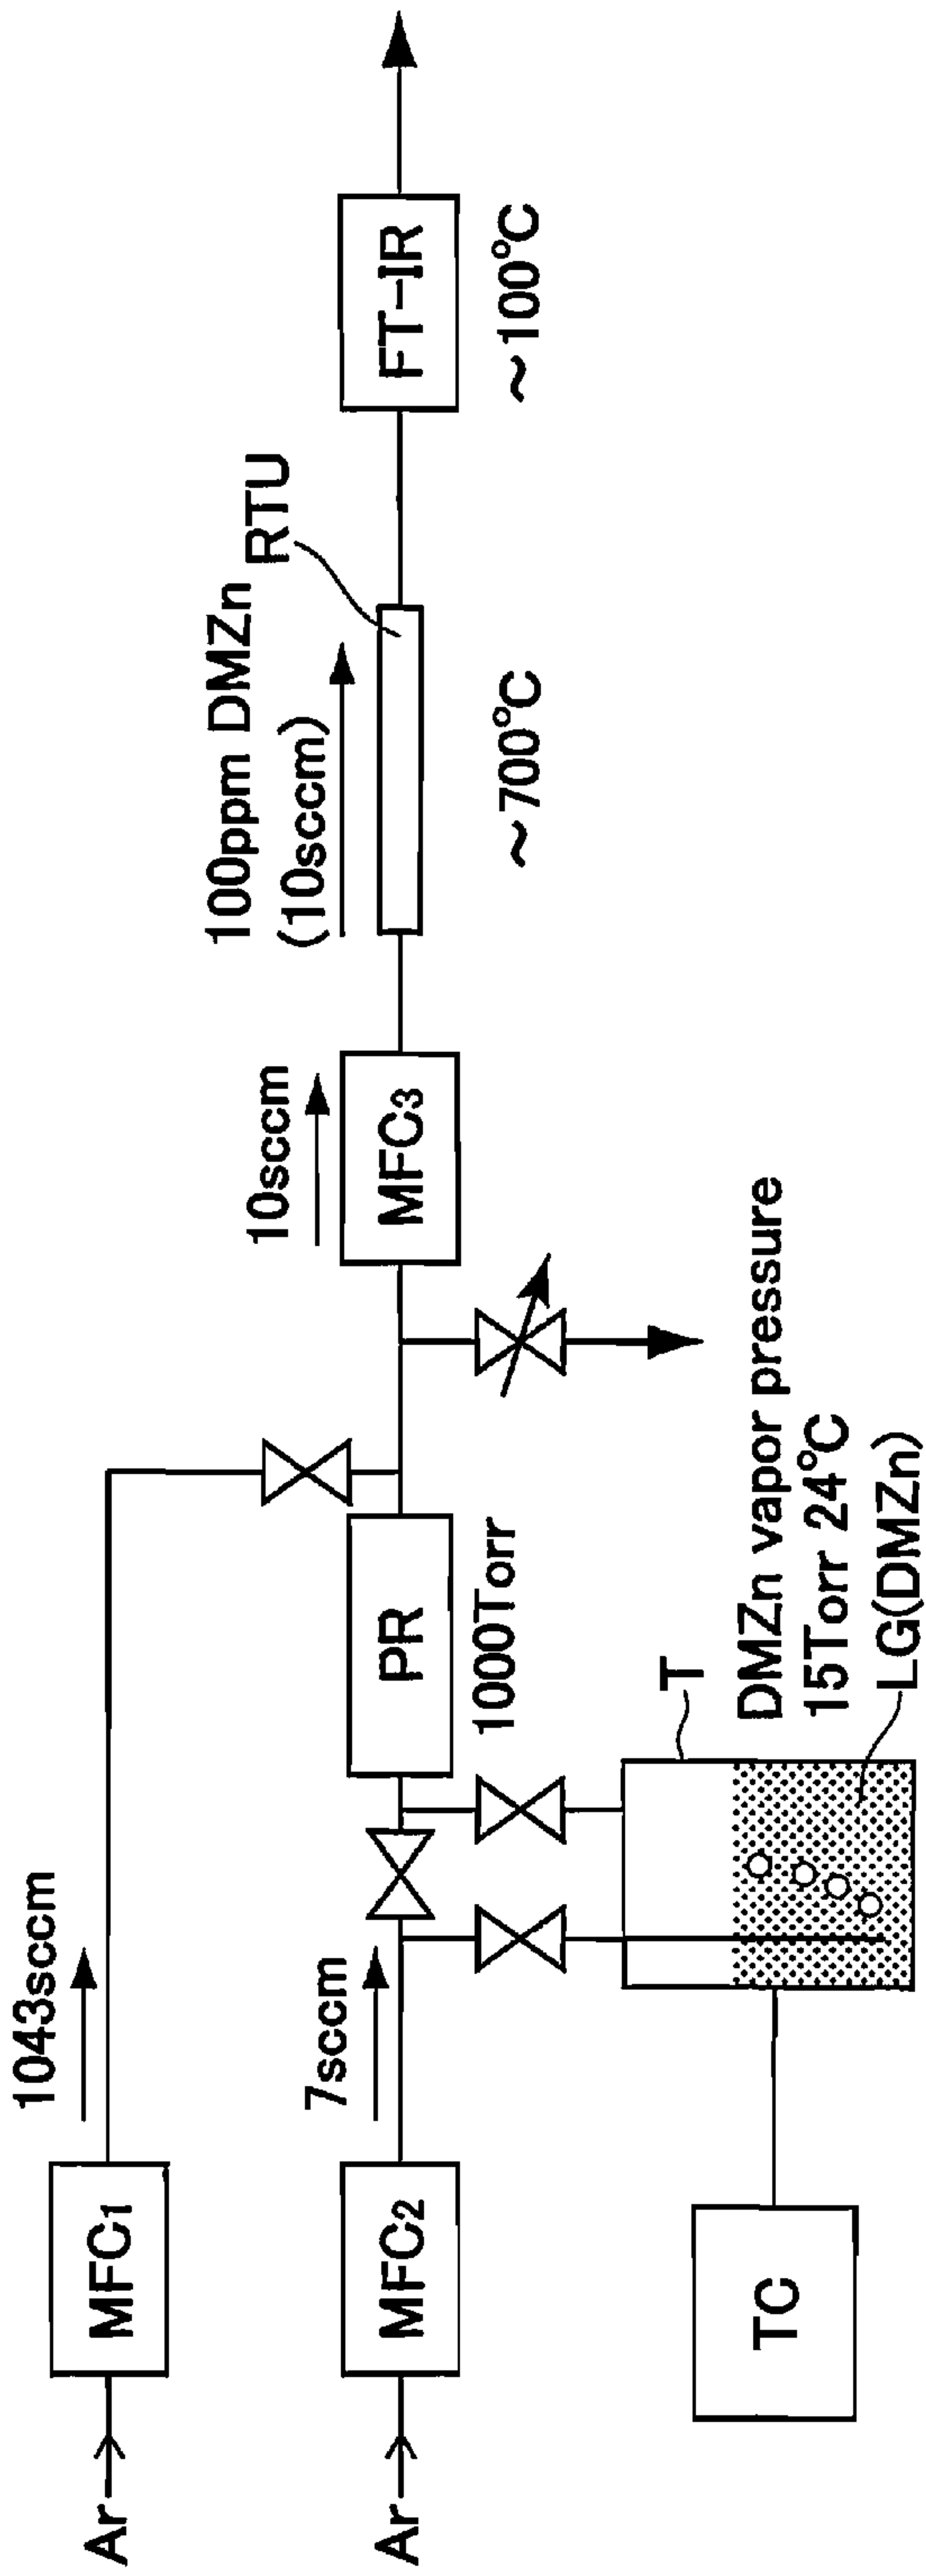 Ar
MFC1
1043sccm
Ar
MFC2
7sccm
PR
1000Torr
10sccm
MFC3
100ppm DMZn
(10sccm)
RTU
~700°C
FT-IR
~100°C
TC
T
DMZn vapor pressure
15Torr 24°C
LG(DMZn)